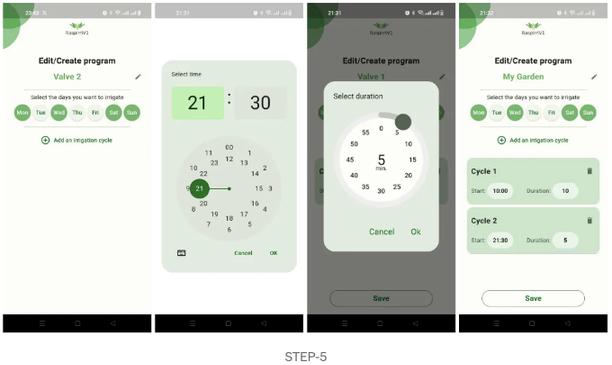 23:43
RaspirriV1
Edit/Create program
Valve 2
Select the days you want to irrigate
Mon Tue Wed Thu Fri Sat Sun
Add an irrigation cycle
21:31
Select time
21 : 30
00
23 12 13
11 1
22 14
10 2
21 15 3
20 16
8 4
19 17
7 18 5
6
Cancel OK
21:31
Edit/Create program
Valve 1
Select duration
0
55 5
50 10
45 15
40 20
35 25
30
5
min.
Cancel Ok
Save
21:32
RaspirriV1
Edit/Create program
My Garden
Select the days you want to irrigate
Mon Tue Wed Thu Fri Sat Sun
Add an irrigation cycle
Cycle 1
Start: 10:00 Duration: 10
Cycle 2
Start: 21:30 Duration: 5
Save
STEP-5